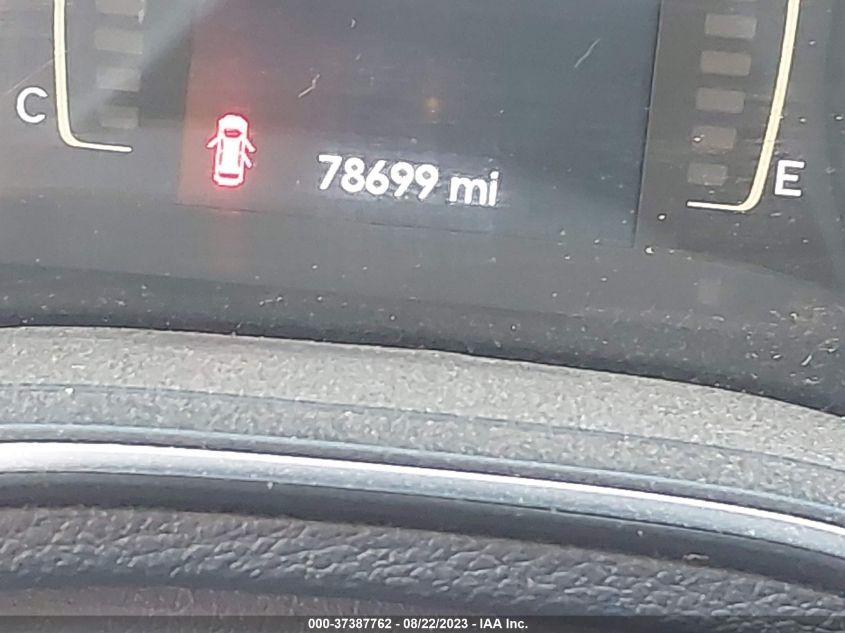 C
78699 mi
E
000-37387762 - 08/22/2023 - IAA Inc.